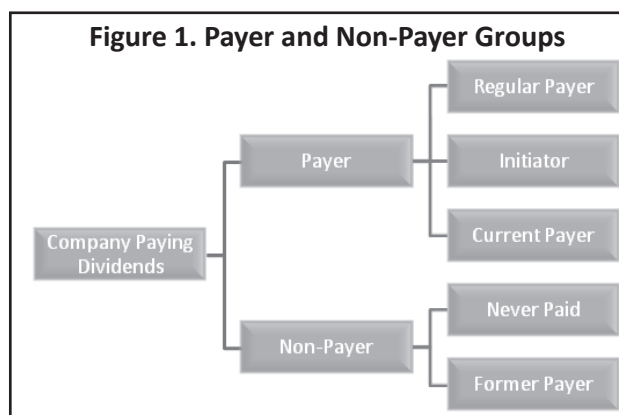 Figure 1. Payer and Non-Payer Groups
Regular Payer
Payer
Initiator
Current Payer
Company Paying
Dividends
Never Paid
Non-Payer
Former Payer